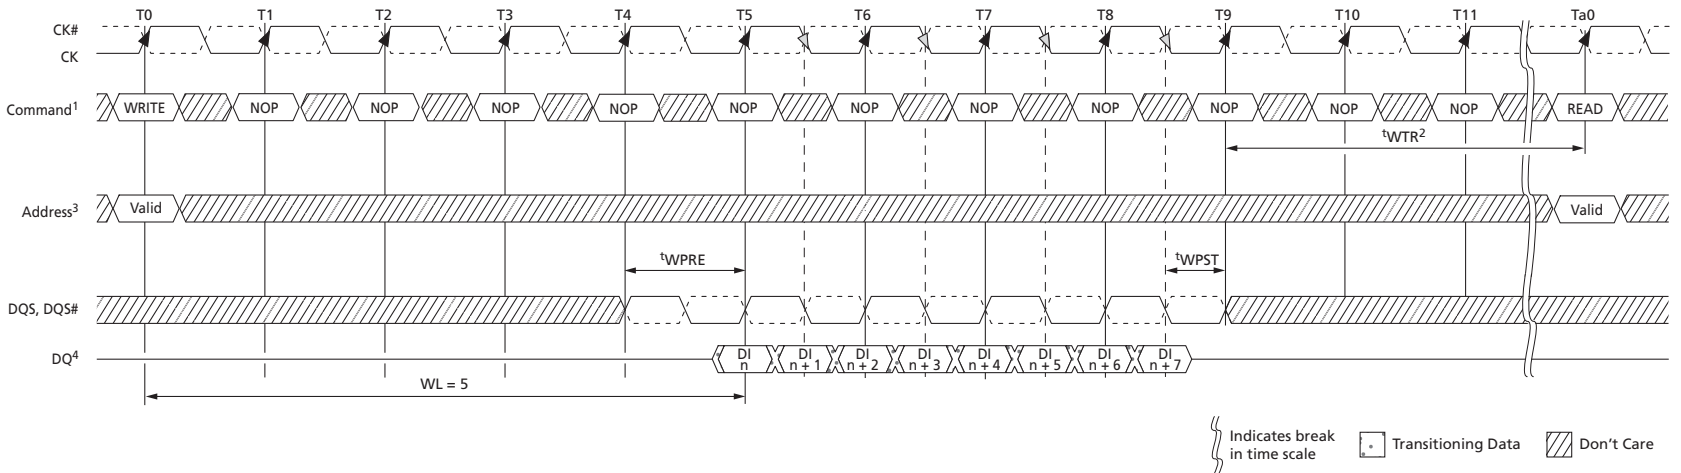 T0 T1 T2 T3 T4 T5 T6 T7 T8 T9 T10 T11 Ta0
CK#
CK
Command¹ WRITE NOP NOP NOP NOP NOP NOP NOP NOP NOP NOP NOP READ
tWTR²
Address³ Valid Valid
tWPRE tWPST
DQS, DQS#
DQ⁴ DI n DI n + 1 DI n + 2 DI n + 3 DI n + 4 DI n + 5 DI n + 6 DI n + 7
WL = 5
Indicates break
in time scale
Transitioning Data
Don't Care